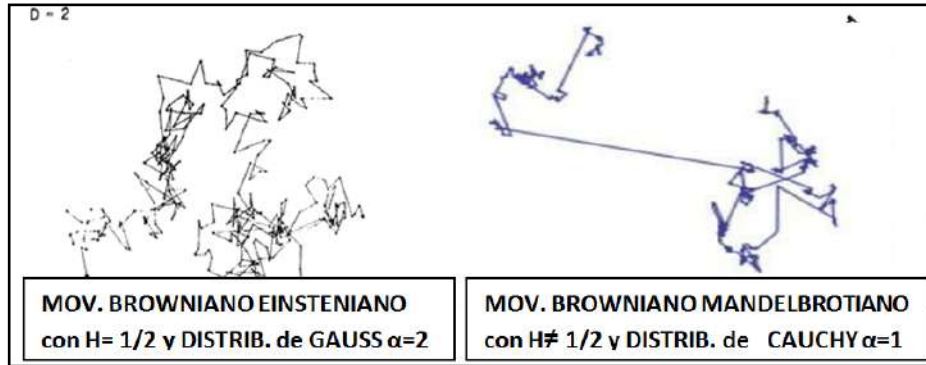 D = 2
MOV. BROWNIANO EINSTENIANO
con H= 1/2 y DISTRIB. de GAUSS α=2
MOV. BROWNIANO MANDELBROTIANO
con H≠ 1/2 y DISTRIB. de CAUCHY α=1